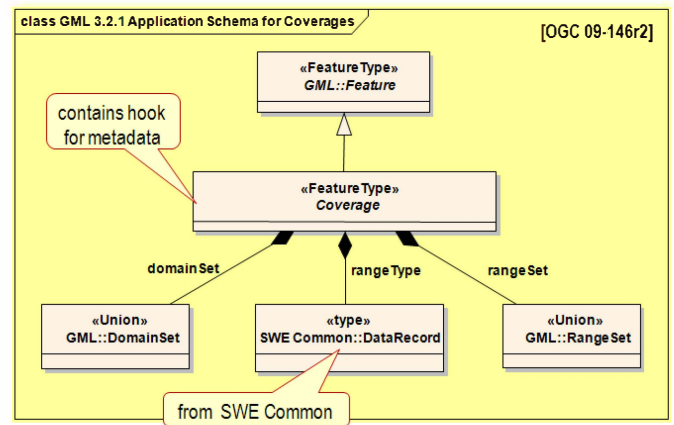 class GML 3.2.1 Application Schema for Coverages
[OGC 09-146r2]
«FeatureType»
GML::Feature
contains hook
for metadata
«FeatureType»
Coverage
domainSet
rangeType
rangeSet
«Union»
GML::DomainSet
«type»
SWE Common::DataRecord
«Union»
GML::RangeSet
from SWE Common